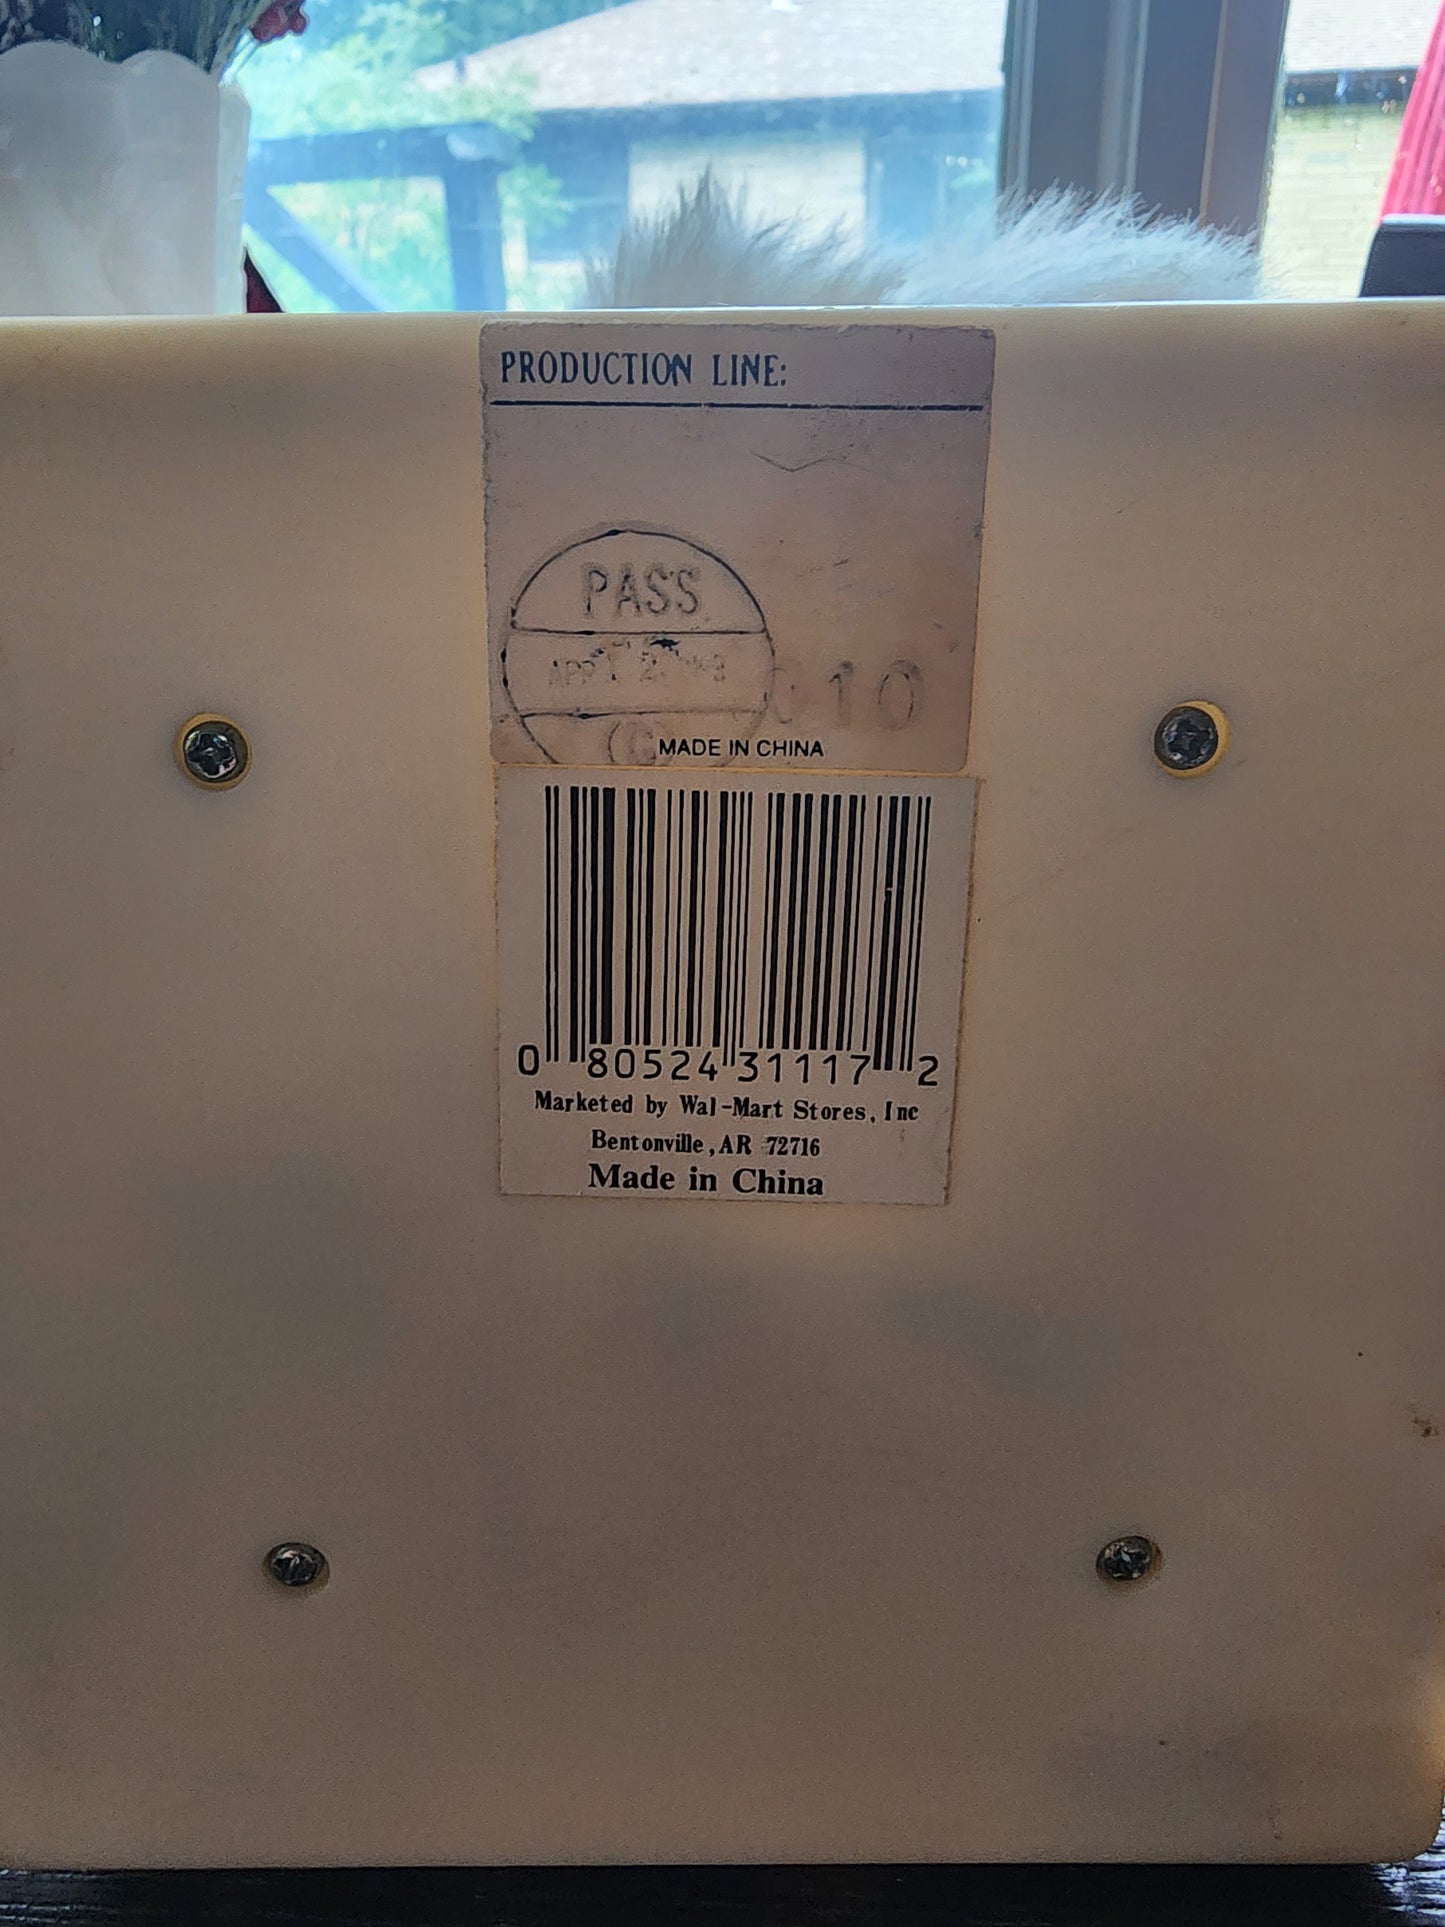 PRODUCTION LINE:
PASS
010
(C
MADE IN CHINA
0 80524 31117 2
Marketed by Wal-Mart Stores, Inc
Bentonville, AR 72716
Made in China